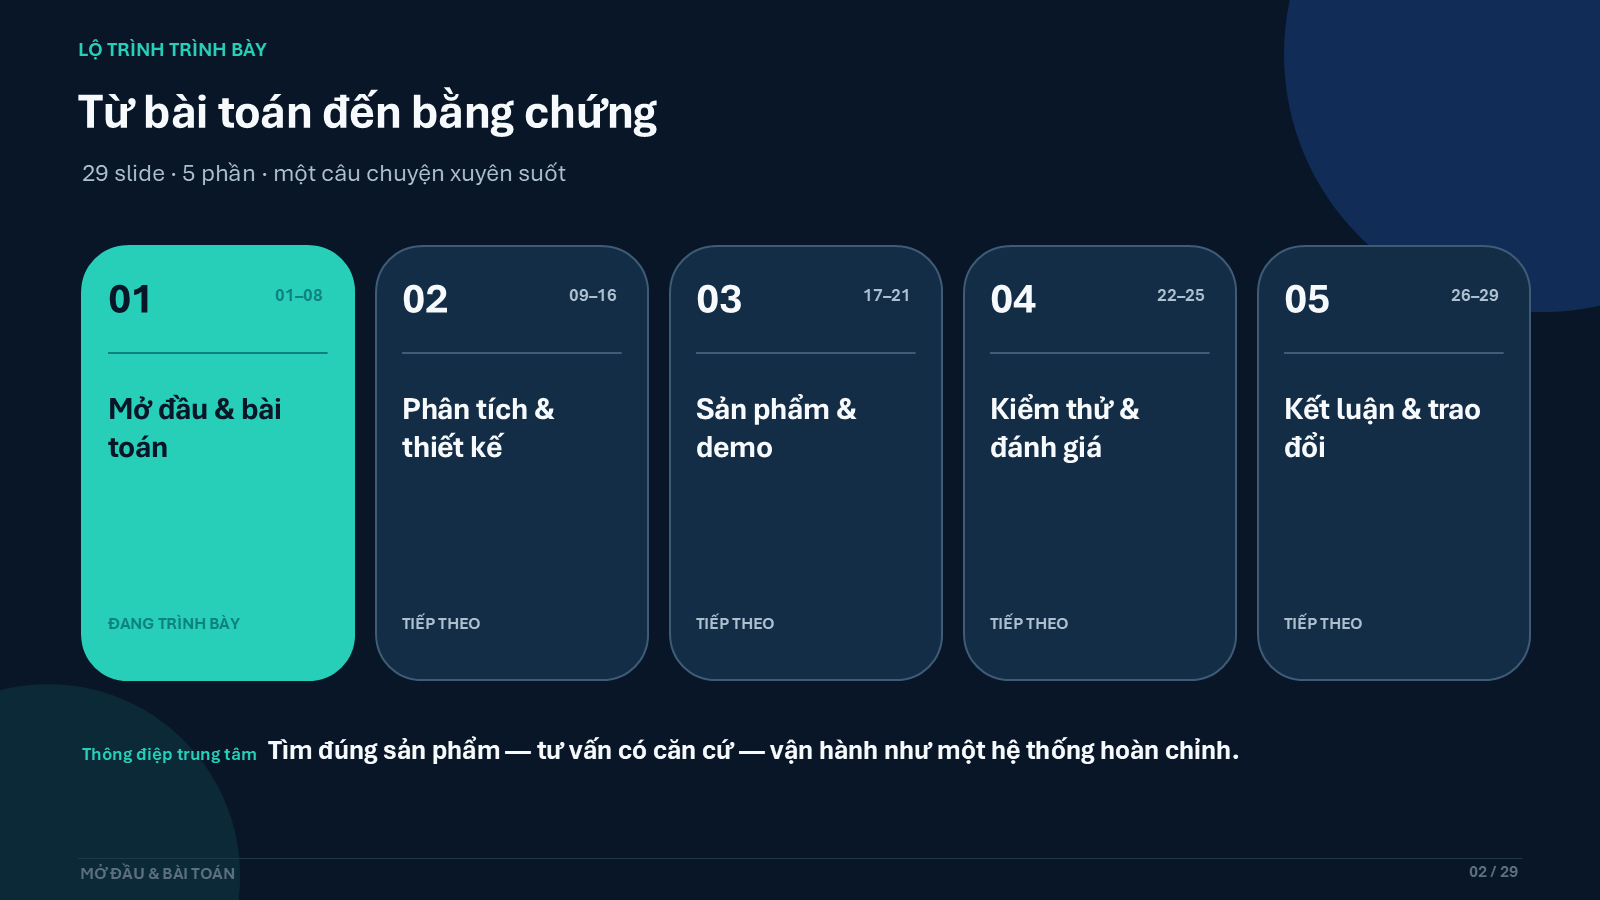 LỘ TRÌNH TRÌNH BÀY
Từ bài toán đến bằng chứng
29 slide · 5 phần · một câu chuyện xuyên suốt
01
01–08
Mở đầu & bài
toán
ĐANG TRÌNH BÀY
02
09–16
Phân tích &
thiết kế
TIẾP THEO
03
17–21
Sản phẩm &
demo
TIẾP THEO
04
22–25
Kiểm thử &
đánh giá
TIẾP THEO
05
26–29
Kết luận & trao
đổi
TIẾP THEO
Thông điệp trung tâm Tìm đúng sản phẩm — tư vấn có căn cứ — vận hành như một hệ thống hoàn chỉnh.
MỞ ĐẦU & BÀI TOÁN
02 / 29